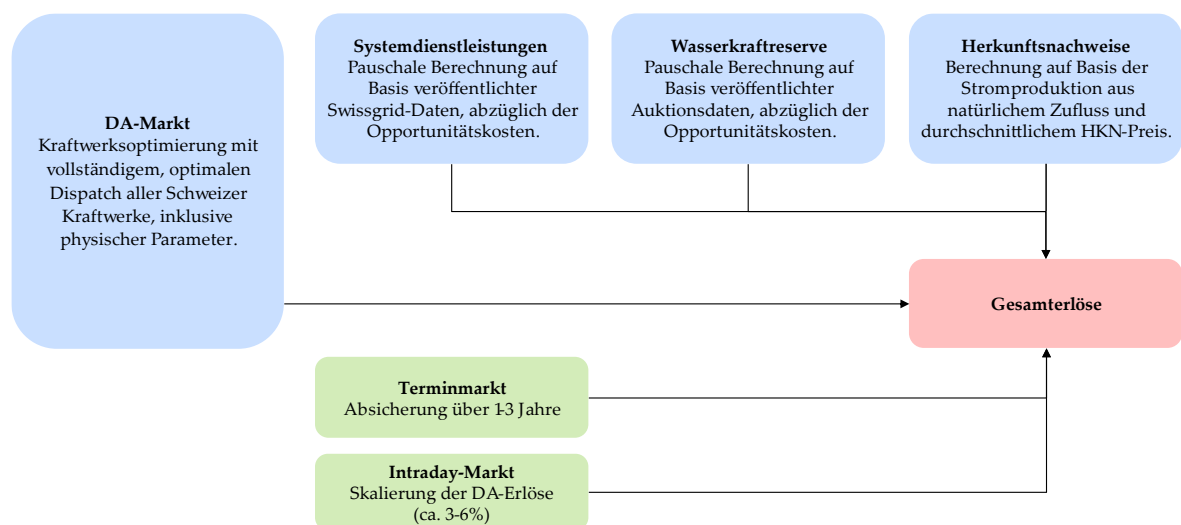 DA-Markt
Kraftwerksoptimierung mit
vollständigem, optimalen
Dispatch aller Schweizer
Kraftwerke, inklusive
physischer Parameter.
Systemdienstleistungen
Pauschale Berechnung auf
Basis veröffentlichter
Swissgrid-Daten, abzüglich der
Opportunitätskosten.
Wasserkraftreserve
Pauschale Berechnung auf
Basis veröffentlichter
Auktionsdaten, abzüglich der
Opportunitätskosten.
Herkunftsnachweise
Berechnung auf Basis der
Stromproduktion aus
natürlichem Zufluss und
durchschnittlichem HKN-Preis.
Gesamterlöse
Terminmarkt
Absicherung über 1-3 Jahre
Intraday-Markt
Skalierung der DA-Erlöse
(ca. 3-6%)